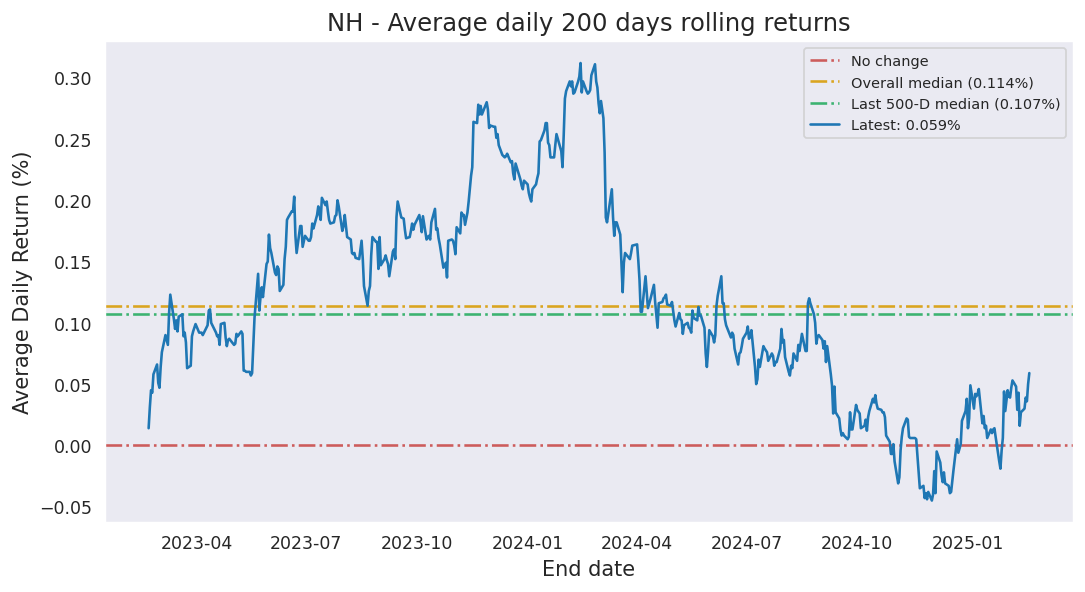 NH - Average daily 200 days rolling returns
No change
Overall median (0.114%)
Last 500-D median (0.107%)
Latest: 0.059%
Average Daily Return (%)
0.30
0.25
0.20
0.15
0.10
0.05
0.00
−0.05
2023-04 2023-07 2023-10 2024-01 2024-04 2024-07 2024-10 2025-01
End date